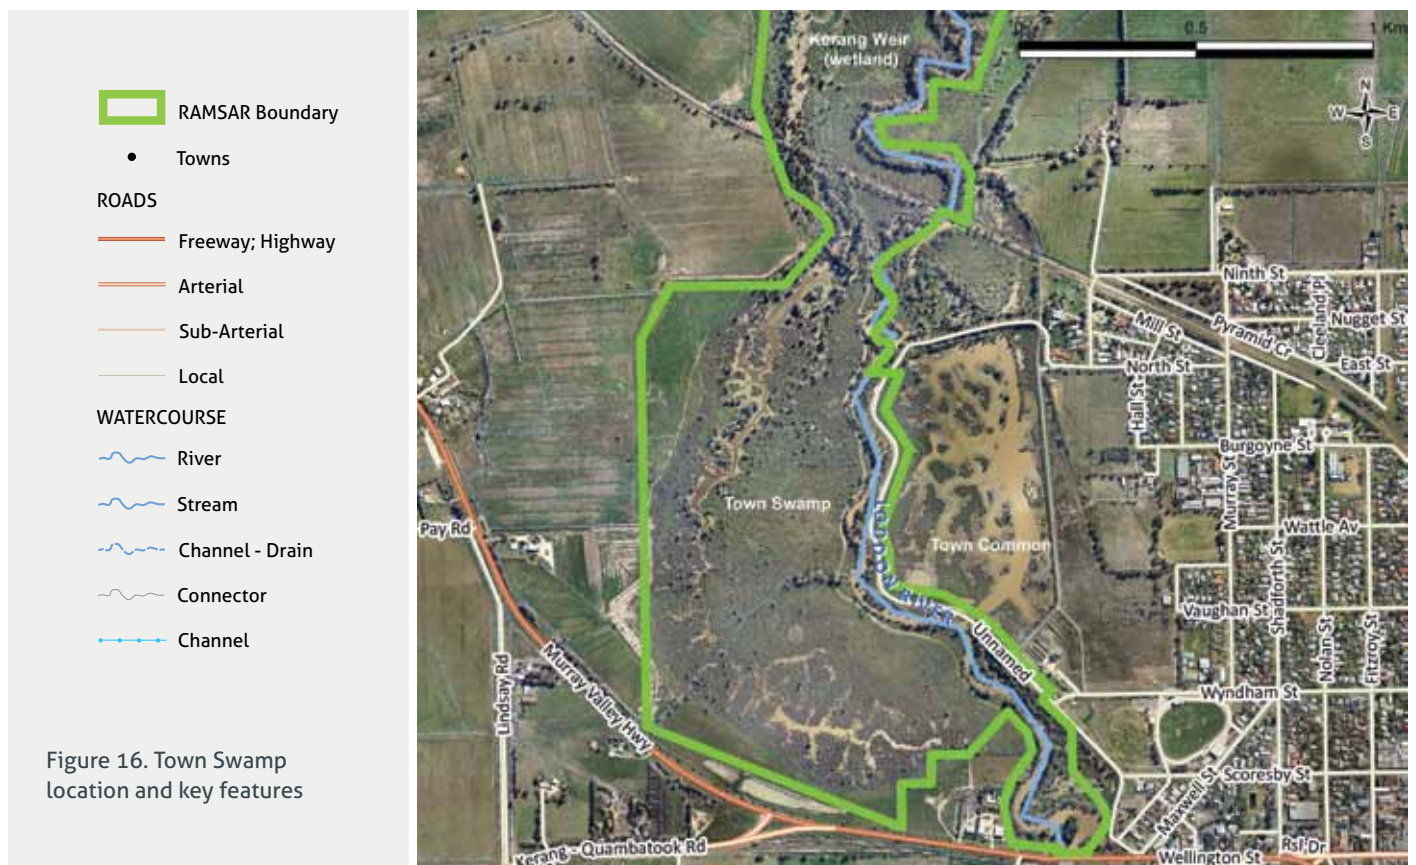 RAMSAR Boundary
Towns
ROADS
Freeway; Highway
Arterial
Sub-Arterial
Local
WATERCOURSE
River
Stream
Channel - Drain
Connector
Channel
Figure 16. Town Swamp
location and key features
Kerang Weir
(wetland)
0 0.5 1 Kms
N
W E
S
Ninth St
Cleeland Pl
Nugget St
Mill St
Pyramid Cr
North St
East St
Hall St
Burgoyne St
Murray St
Town Swamp
LODDON RIVER
Town Common
Wattle Av
Pay Rd
Shadforth St
Vaughan St
Nolan St
Fitzroy St
Unnamed
Lindsay Rd
Murray Valley Hwy
Wyndham St
Maxwell St
Scoresby St
Kerang - Quambatook Rd
Rsl Dr
Wellington St